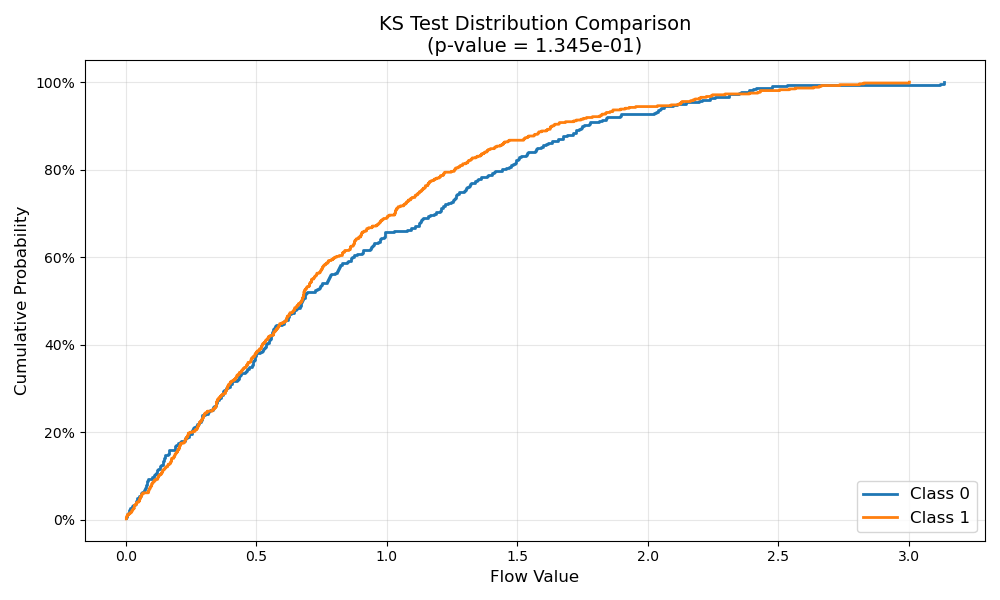 KS Test Distribution Comparison
(p-value = 1.345e-01)
Cumulative Probability
100%
80%
60%
40%
20%
0%
0.0
0.5
1.0
1.5
2.0
2.5
3.0
Flow Value
Class 0
Class 1